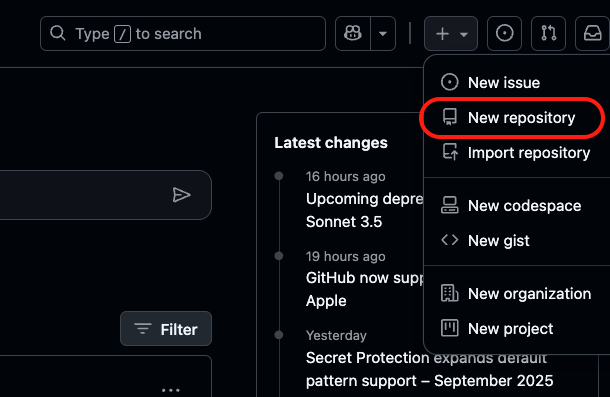 Type / to search
New issue
New repository
Import repository
New codespace
New gist
New organization
New project
Latest changes
16 hours ago
Upcoming depre
Sonnet 3.5
19 hours ago
GitHub now supp
Apple
Yesterday
Secret Protection expands default
pattern support – September 2025
Filter